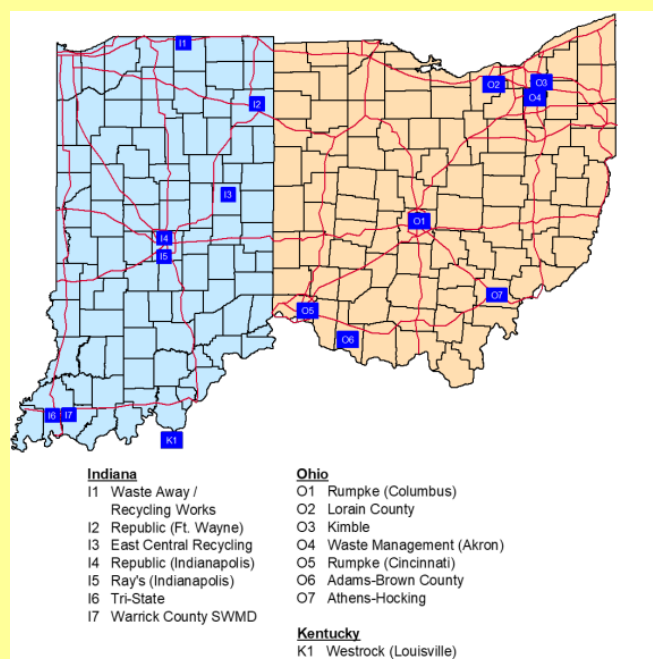 I1
I2
O2
O3
O4
I3
O1
I4
I5
O7
O5
O6
I6
I7
K1
Indiana
I1 Waste Away /
Recycling Works
I2 Republic (Ft. Wayne)
I3 East Central Recycling
I4 Republic (Indianapolis)
I5 Ray's (Indianapolis)
I6 Tri-State
I7 Warrick County SWMD
Ohio
O1 Rumpke (Columbus)
O2 Lorain County
O3 Kimble
O4 Waste Management (Akron)
O5 Rumpke (Cincinnati)
O6 Adams-Brown County
O7 Athens-Hocking
Kentucky
K1 Westrock (Louisville)